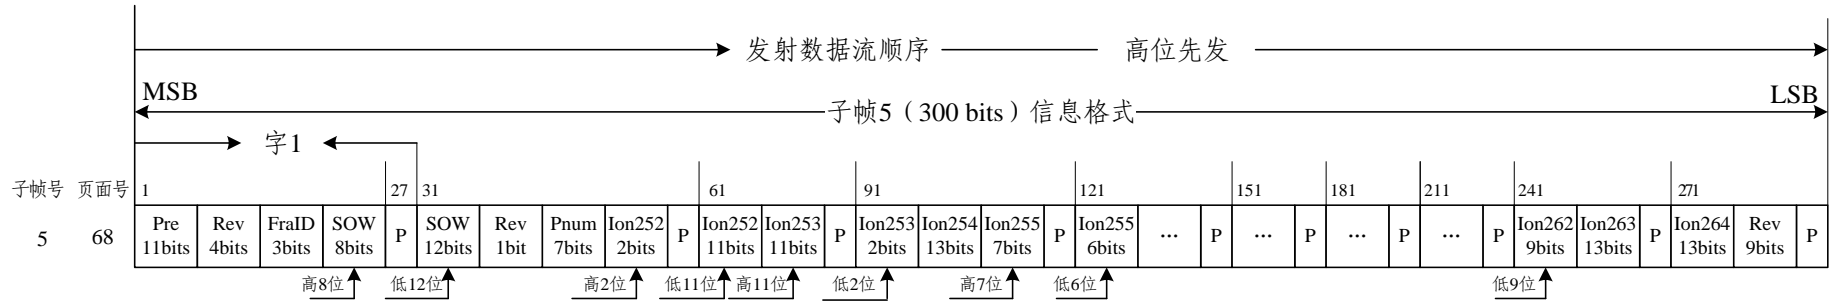 发射数据流顺序 高位先发
MSB LSB
子帧5（300 bits）信息格式
字1
子帧号 页面号 1 27 31 61 91 121 151 181 211 241 271
5 68 Pre 11bits Rev 4bits FraID 3bits SOW 8bits P SOW 12bits Rev 1bit Pnum 7bits Ion252 2bits P Ion252 11bits Ion253 11bits P Ion253 2bits Ion254 13bits Ion255 7bits P Ion255 6bits … P … P … P … P Ion262 9bits Ion263 13bits P Ion264 13bits Rev 9bits P
高8位 低12位 高2位 低11位 高11位 低2位 高7位 低6位 低9位